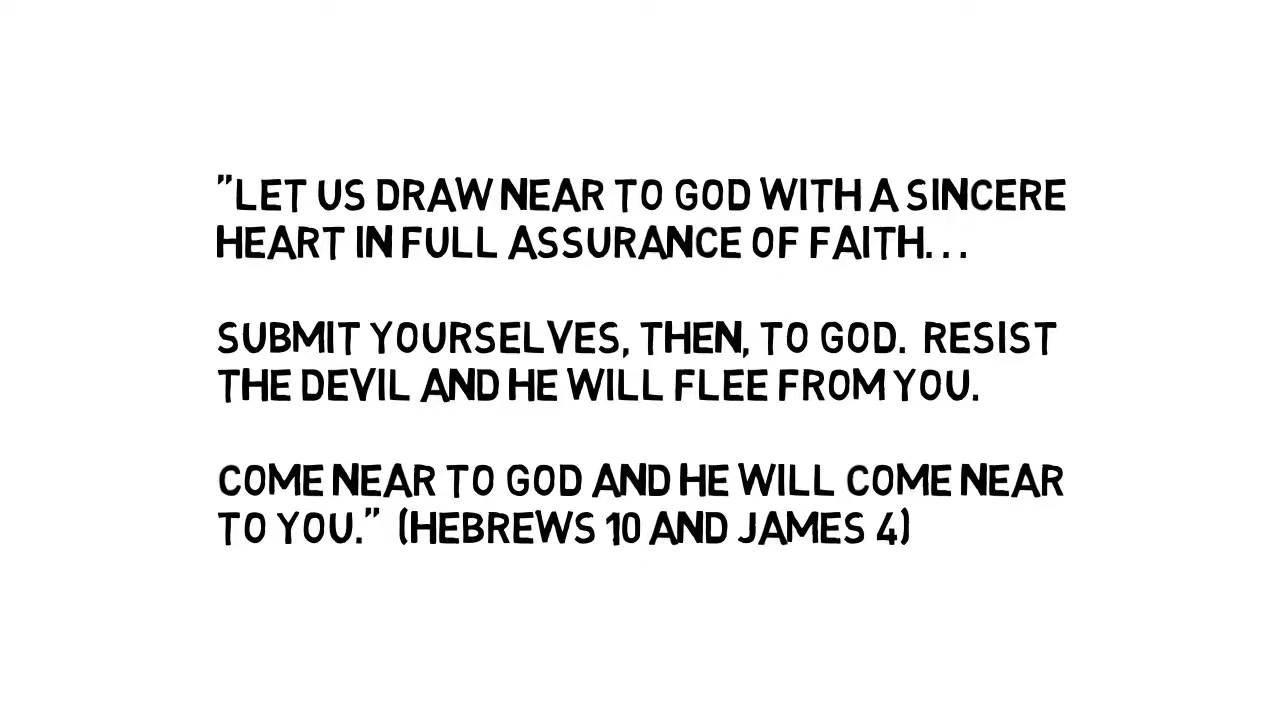 "LET US DRAW NEAR TO GOD WITH A SINCERE
HEART IN FULL ASSURANCE OF FAITH...
SUBMIT YOURSELVES, THEN, TO GOD. RESIST
THE DEVIL AND HE WILL FLEE FROM YOU.
COME NEAR TO GOD AND HE WILL COME NEAR
TO YOU." (HEBREWS 10 AND JAMES 4)